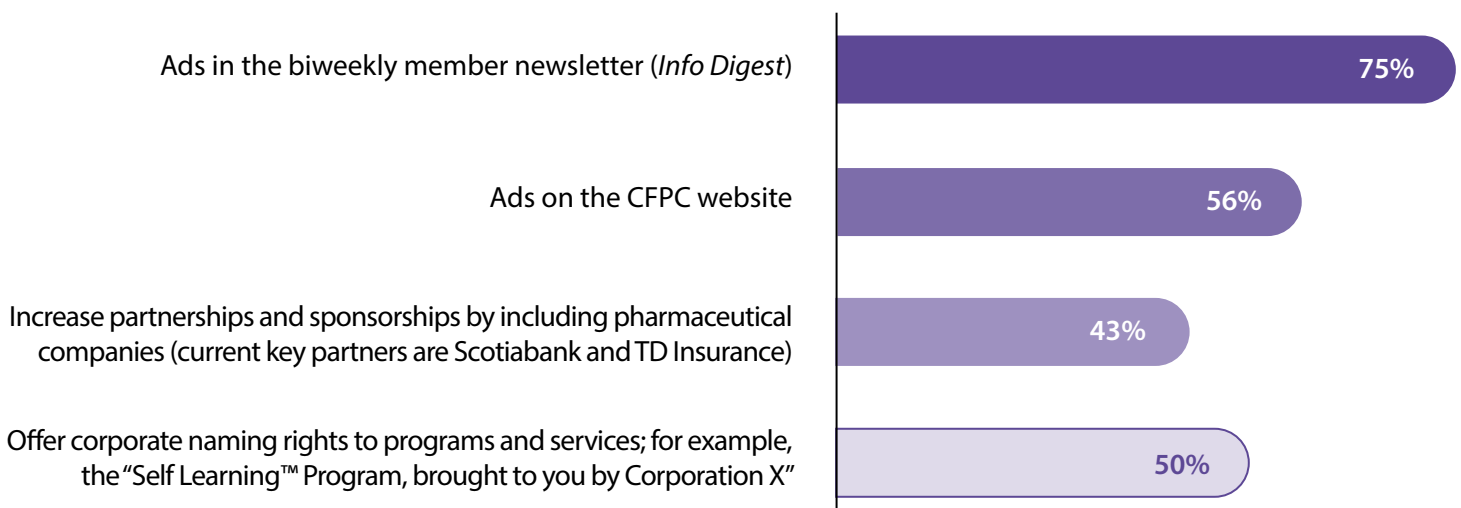 Ads in the biweekly member newsletter (Info Digest)
75%
Ads on the CFPC website
56%
Increase partnerships and sponsorships by including pharmaceutical
companies (current key partners are Scotiabank and TD Insurance)
43%
Offer corporate naming rights to programs and services; for example,
the “Self Learning™ Program, brought to you by Corporation X”
50%